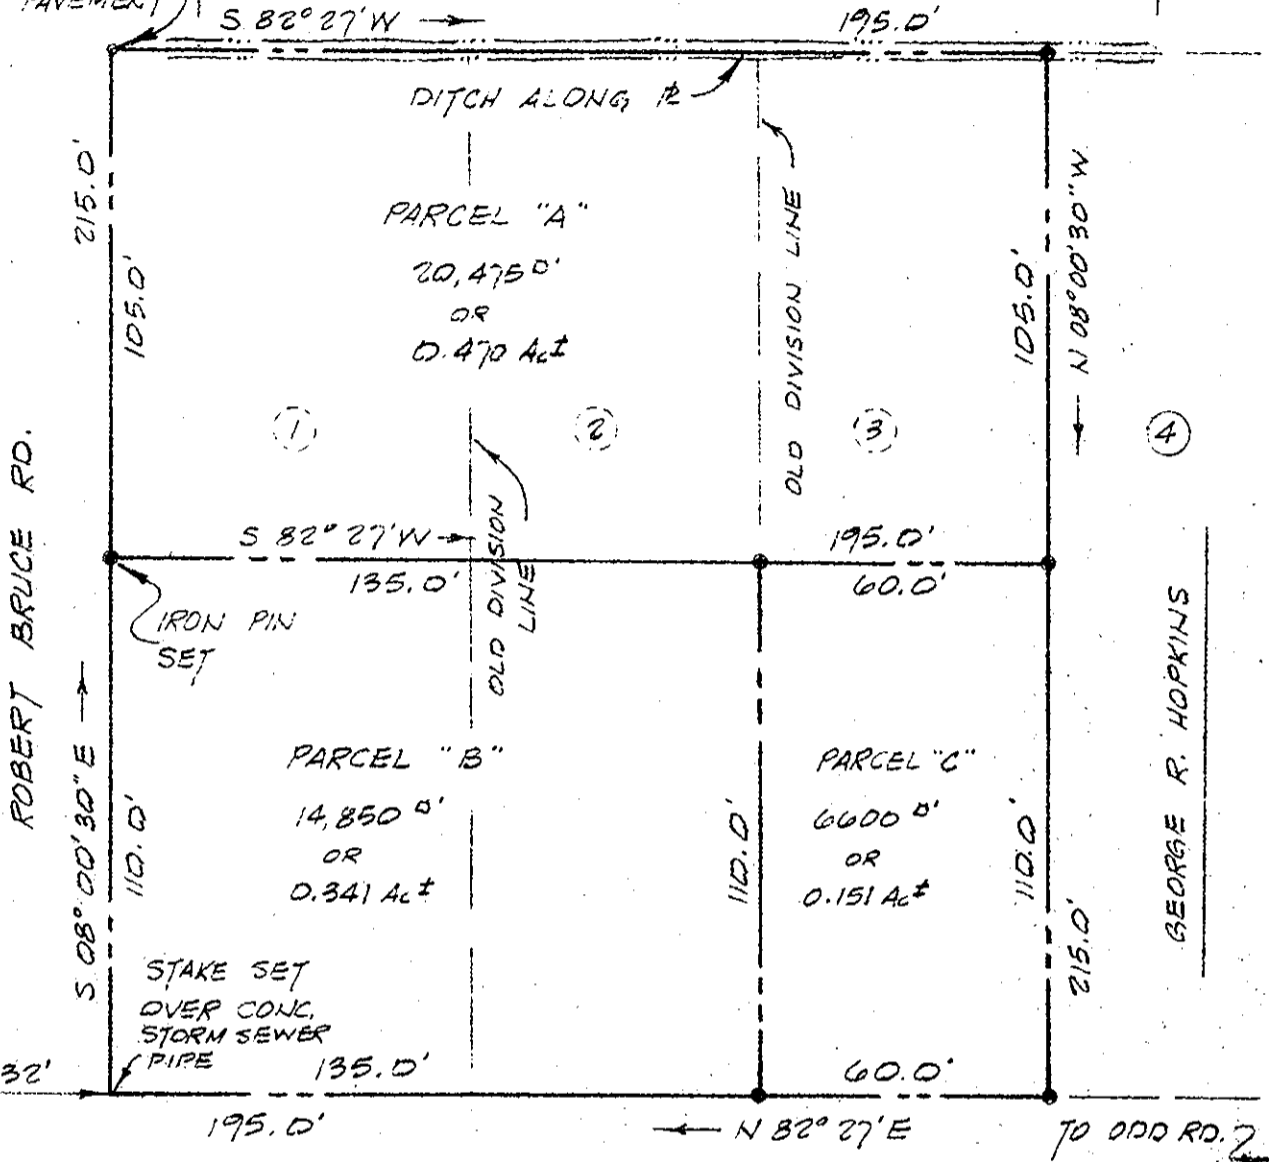 PAVEMENT
S 82° 27' W
195.0'
DITCH ALONG ⅊
215.0'
105.0'
PARCEL "A"
20,475 □'
OR
0.470 Ac±
OLD DIVISION LINE
105.0'
N 08° 00' 30" W
1
2
3
4
S 82° 27' W
195.0'
135.0'
60.0'
OLD DIVISION
LINE
IRON PIN
SET
ROBERT BRUCE RD.
S 08° 00' 30" E
110.0'
PARCEL "B"
14,850 □'
OR
0.341 Ac±
110.0'
PARCEL "C"
6600 □'
OR
0.151 Ac±
110.0'
215.0'
GEORGE R. HOPKINS
STAKE SET
OVER CONC.
STORM SEWER
PIPE
32'
135.0'
60.0'
195.0'
N 82° 27' E
TO ODD RD.